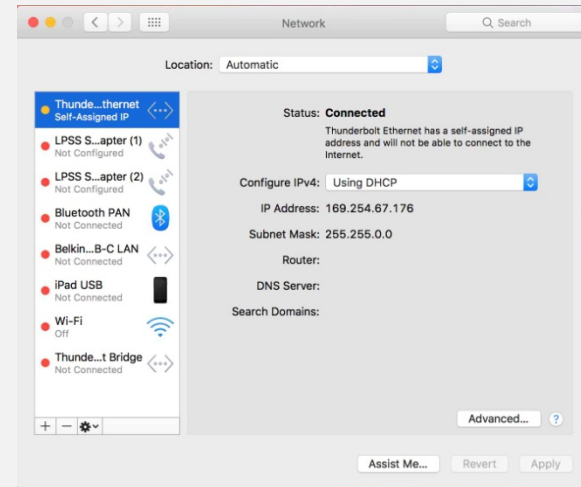 Network
Search
Location: Automatic
Thunde...thernet
Self-Assigned IP
LPSS S...apter (1)
Not Configured
LPSS S...apter (2)
Not Configured
Bluetooth PAN
Not Connected
Belkin...B-C LAN
Not Connected
iPad USB
Not Connected
Wi-Fi
Off
Thunde...t Bridge
Not Connected
Status: Connected
Thunderbolt Ethernet has a self-assigned IP
address and will not be able to connect to the
Internet.
Configure IPv4: Using DHCP
IP Address: 169.254.67.176
Subnet Mask: 255.255.0.0
Router:
DNS Server:
Search Domains:
Advanced... ?
Assist Me... Revert Apply